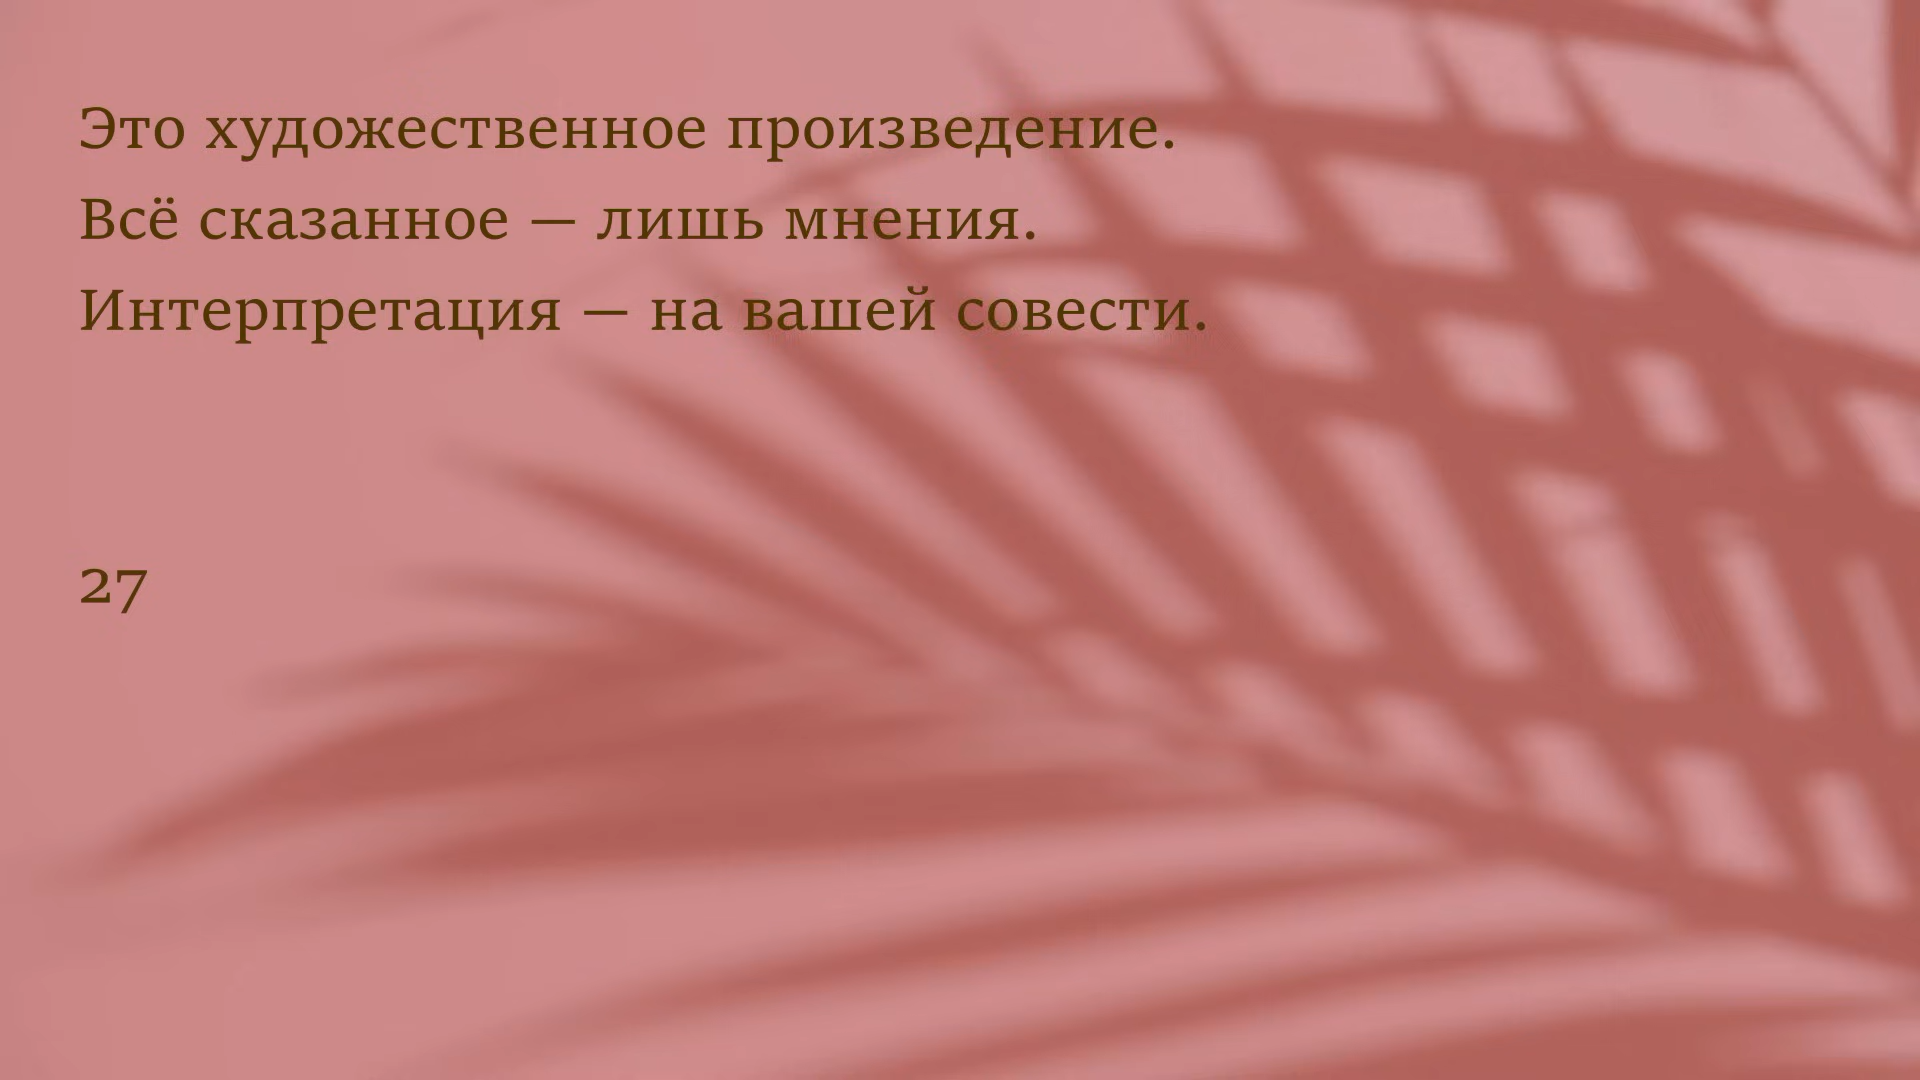 Это художественное произведение.
Всё сказанное — лишь мнения.
Интерпретация — на вашей совести.
27